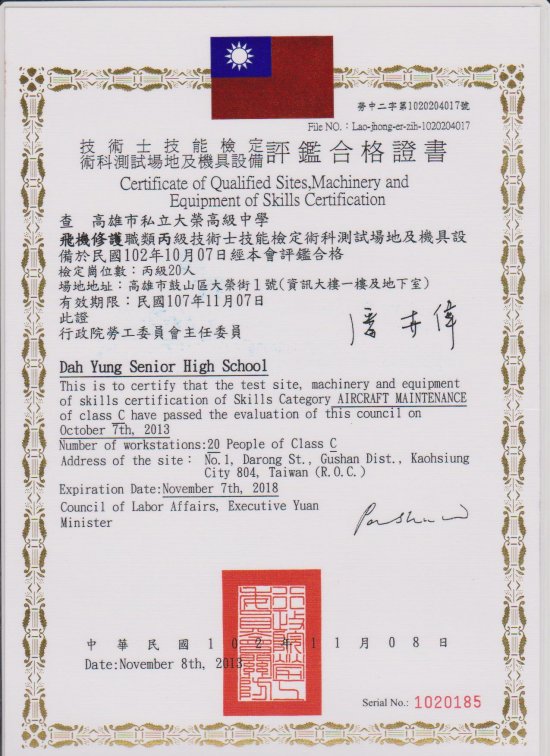 勞中二字第1020204017號
File NO.：Lao-jhong-er-zih-1020204017
技術士技能檢定
術科測試場地及機具設備評鑑合格證書
Certificate of Qualified Sites,Machinery and
Equipment of Skills Certification
查　高雄市私立大榮高級中學
飛機修護職類丙級技術士技能檢定術科測試場地及機具設
備於民國102年10月07日經本會評鑑合格
檢定崗位數：丙級20人
場地地址：高雄市鼓山區大榮街1號(資訊大樓一樓及地下室)
有效期限：民國107年11月07日
此證
行政院勞工委員會主任委員
潘世偉
Dah Yung Senior High School
This is to certify that the test site, machinery and equipment
of skills certification of Skills Category AIRCRAFT MAINTENANCE
of class C have passed the evaluation of this council on
October 7th, 2013
Number of workstations:20 People of Class C
Address of the site： No.1, Darong St., Gushan Dist., Kaohsiung
City 804, Taiwan (R.O.C.)
Expiration Date:November 7th, 2018
Council of Labor Affairs, Executive Yuan
Minister
中華民國102年11月08日
Date:November 8th, 2013
Serial No.: 1020185